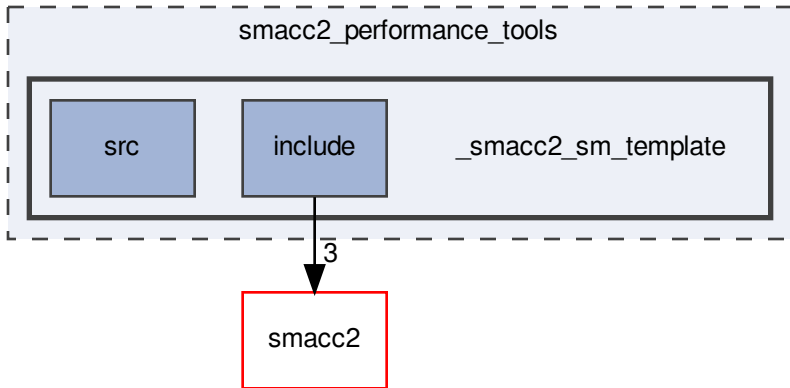 smacc2_performance_tools
src
include
_smacc2_sm_template
3
smacc2